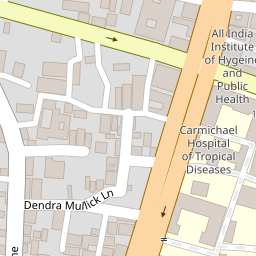 All India
Institute
of Hygeine
and
Public
Health
Carmichael
Hospital
of Tropical
Diseases
Dendra Mullick Ln